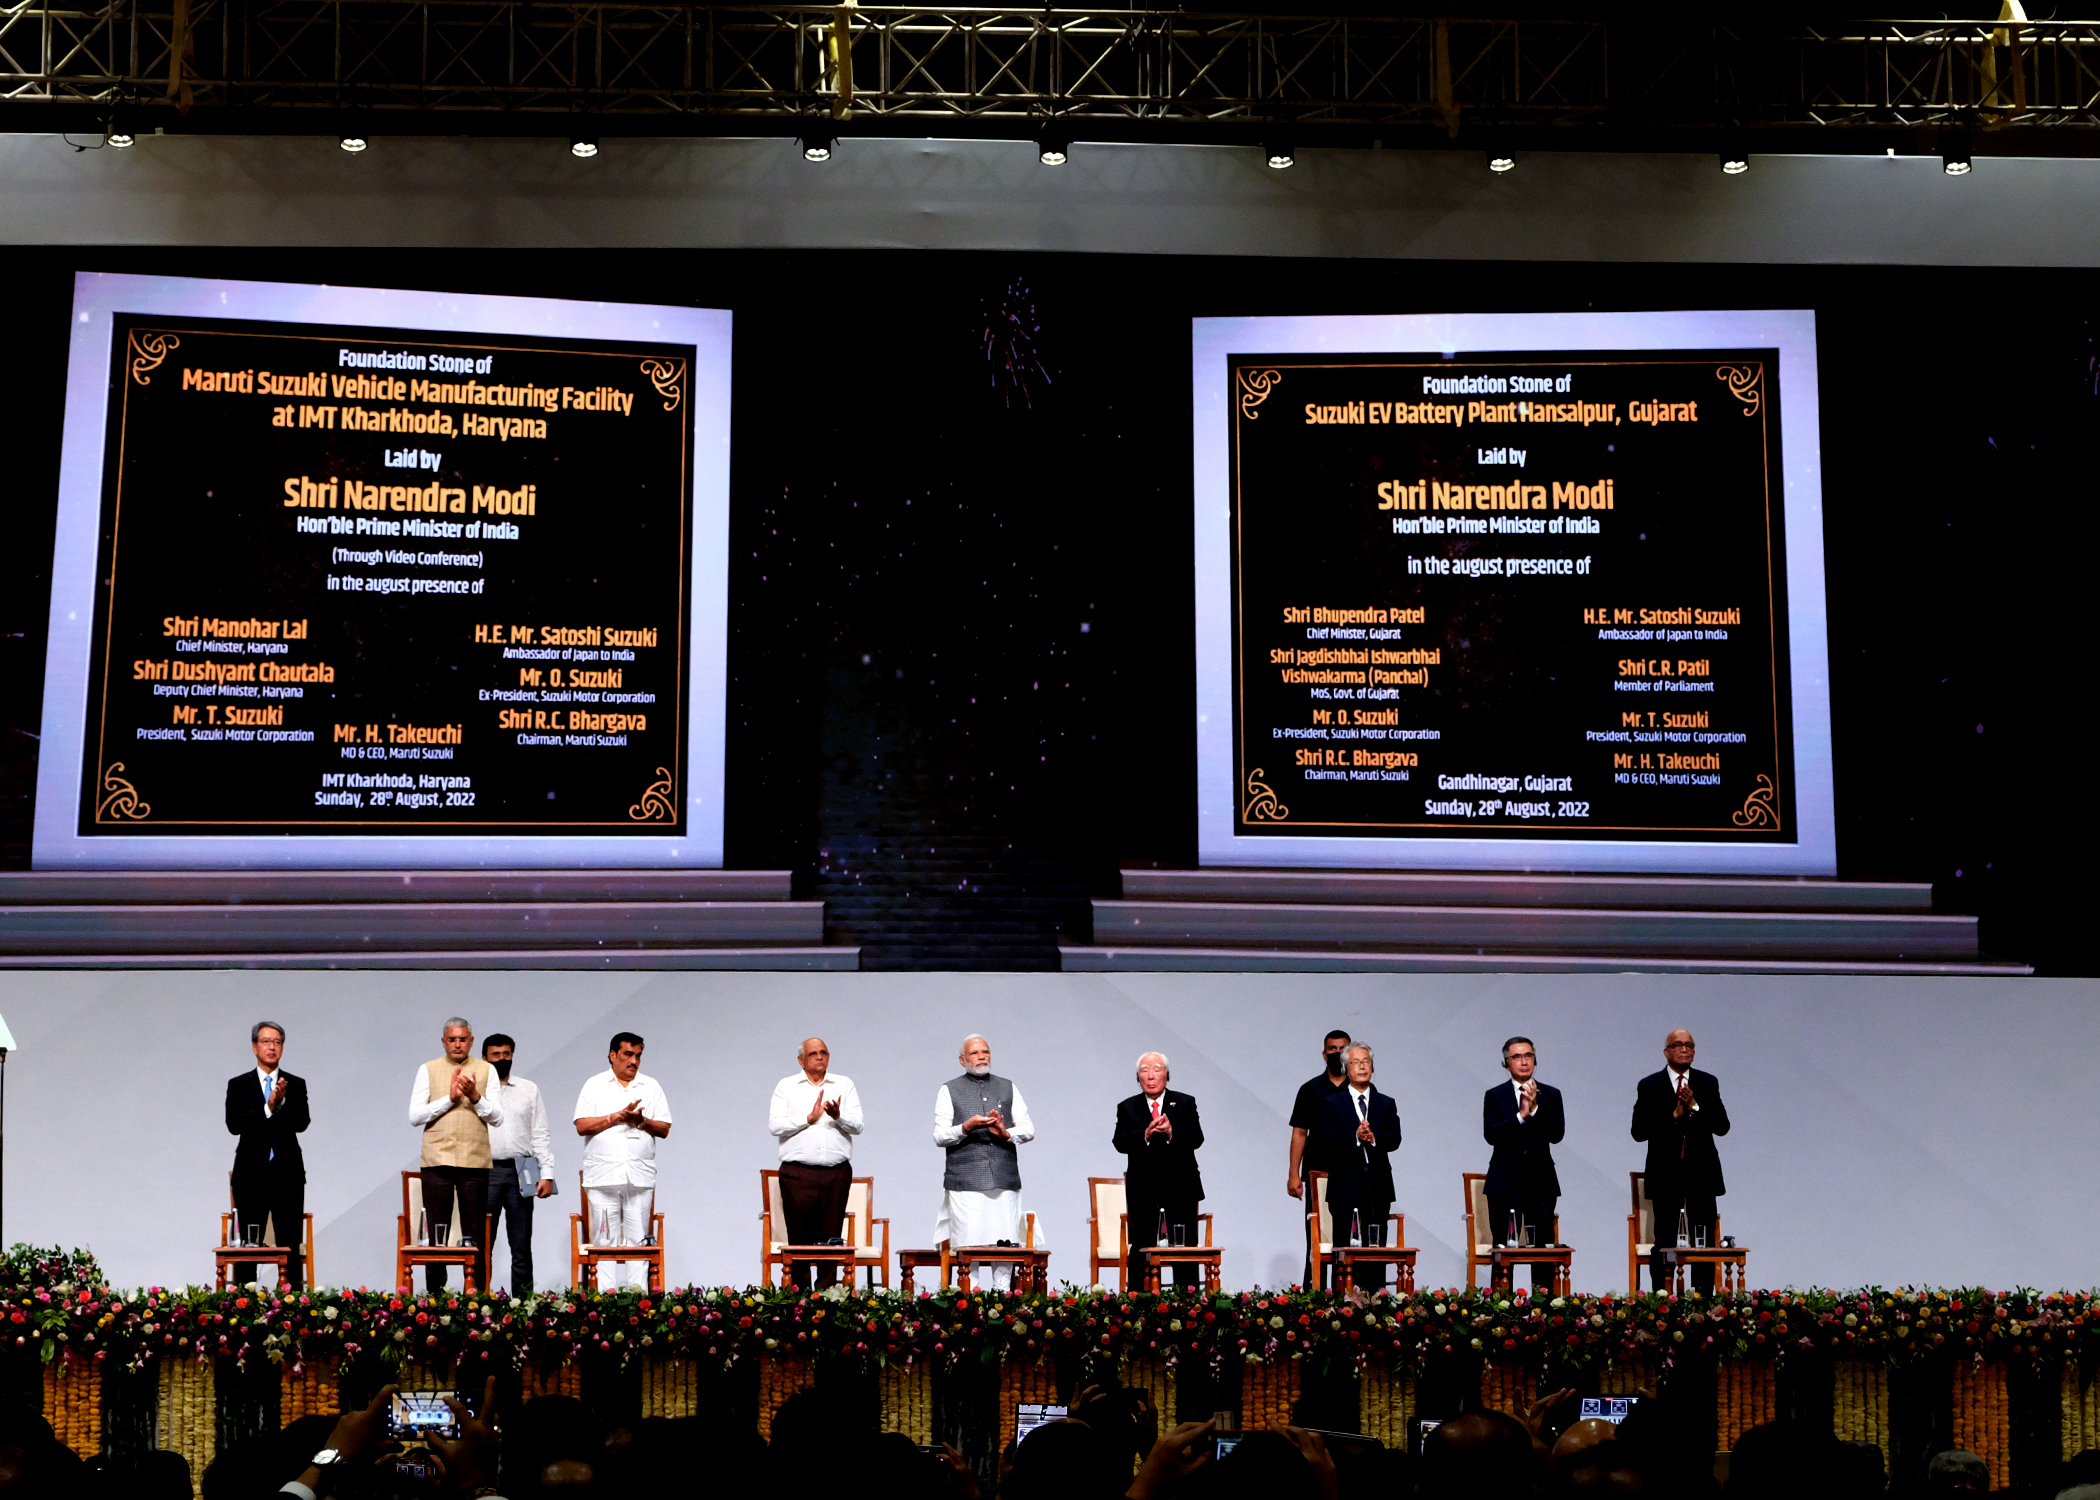 Foundation Stone of
Maruti Suzuki Vehicle Manufacturing Facility
at IMT Kharkhoda, Haryana
Laid by
Shri Narendra Modi
Hon'ble Prime Minister of India
(Through Video Conference)
in the august presence of
Shri Manohar Lal
Chief Minister, Haryana
Shri Dushyant Chautala
Deputy Chief Minister, Haryana
Mr. T. Suzuki
President, Suzuki Motor Corporation
H.E. Mr. Satoshi Suzuki
Ambassador of Japan to India
Mr. O. Suzuki
Ex-President, Suzuki Motor Corporation
Shri R.C. Bhargava
Chairman, Maruti Suzuki
Mr. H. Takeuchi
MD & CEO, Maruti Suzuki
IMT Kharkhoda, Haryana
Sunday, 28th August, 2022
Foundation Stone of
Suzuki EV Battery Plant Hansalpur, Gujarat
Laid by
Shri Narendra Modi
Hon'ble Prime Minister of India
in the august presence of
Shri Bhupendra Patel
Chief Minister, Gujarat
Shri Jagdishbhai Ishwarbhai
Vishwakarma (Panchal)
MoS, Govt. of Gujarat
Mr. O. Suzuki
Ex-President, Suzuki Motor Corporation
Shri R.C. Bhargava
Chairman, Maruti Suzuki
H.E. Mr. Satoshi Suzuki
Ambassador of Japan to India
Shri C.R. Patil
Member of Parliament
Mr. T. Suzuki
President, Suzuki Motor Corporation
Mr. H. Takeuchi
MD & CEO, Maruti Suzuki
Gandhinagar, Gujarat
Sunday, 28th August, 2022